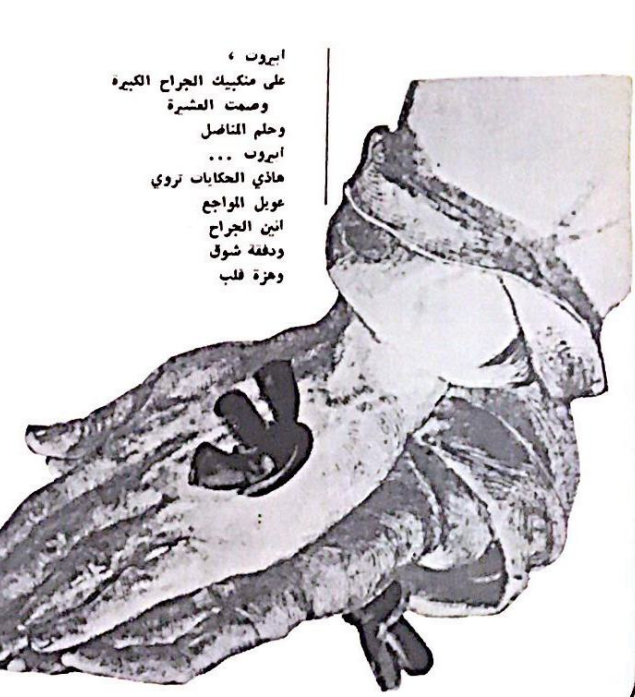 ابيروت ،
على منكبيك الجراح الكبيرة
وصمت العشيرة
وحلم المناضل
ابيروت ...
هاذي الحكايات تروي
عويل المواجع
انين الجراح
ودفقة شوق
وهزة قلب